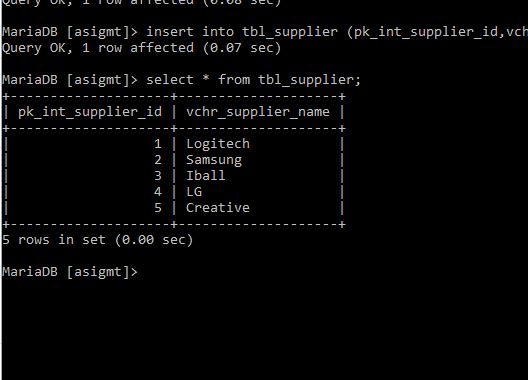 Query OK, 1 row affected (0.08 sec)
MariaDB [asigmt]> insert into tbl_supplier (pk_int_supplier_id,vch
Query OK, 1 row affected (0.07 sec)
MariaDB [asigmt]> select * from tbl_supplier;
+--------------------+--------------------+
| pk_int_supplier_id | vchr_supplier_name |
+--------------------+--------------------+
|                  1 | Logitech           |
|                  2 | Samsung            |
|                  3 | Iball              |
|                  4 | LG                 |
|                  5 | Creative           |
+--------------------+--------------------+
5 rows in set (0.00 sec)
MariaDB [asigmt]>